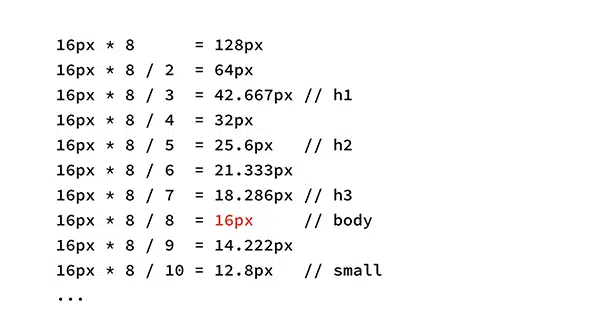 16px * 8      = 128px
16px * 8 / 2  = 64px
16px * 8 / 3  = 42.667px // h1
16px * 8 / 4  = 32px
16px * 8 / 5  = 25.6px   // h2
16px * 8 / 6  = 21.333px
16px * 8 / 7  = 18.286px // h3
16px * 8 / 8  = 16px     // body
16px * 8 / 9  = 14.222px
16px * 8 / 10 = 12.8px   // small
...